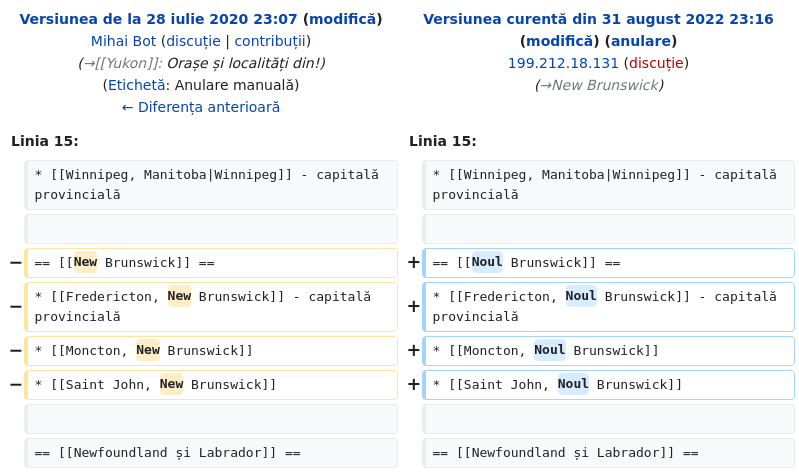 Versiunea de la 28 iulie 2020 23:07 (modifică)
Mihai Bot (discuție | contribuții)
(→[[Yukon]]: Orașe și localități din!)
(Etichetă: Anulare manuală)
← Diferența anterioară
Versiunea curentă din 31 august 2022 23:16
(modifică) (anulare)
199.212.18.131 (discuție)
(→New Brunswick)
Linia 15:
Linia 15:
* [[Winnipeg, Manitoba|Winnipeg]] - capitală
provincială
* [[Winnipeg, Manitoba|Winnipeg]] - capitală
provincială
− == [[New Brunswick]] ==
+ == [[Noul Brunswick]] ==
− * [[Fredericton, New Brunswick]] - capitală
provincială
+ * [[Fredericton, Noul Brunswick]] - capitală
provincială
− * [[Moncton, New Brunswick]]
+ * [[Moncton, Noul Brunswick]]
− * [[Saint John, New Brunswick]]
+ * [[Saint John, Noul Brunswick]]
== [[Newfoundland și Labrador]] ==
== [[Newfoundland și Labrador]] ==